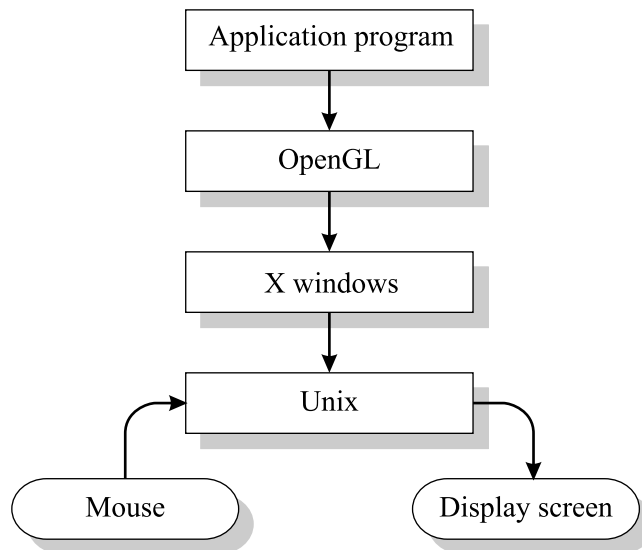 Application program
OpenGL
X windows
Unix
Mouse
Display screen